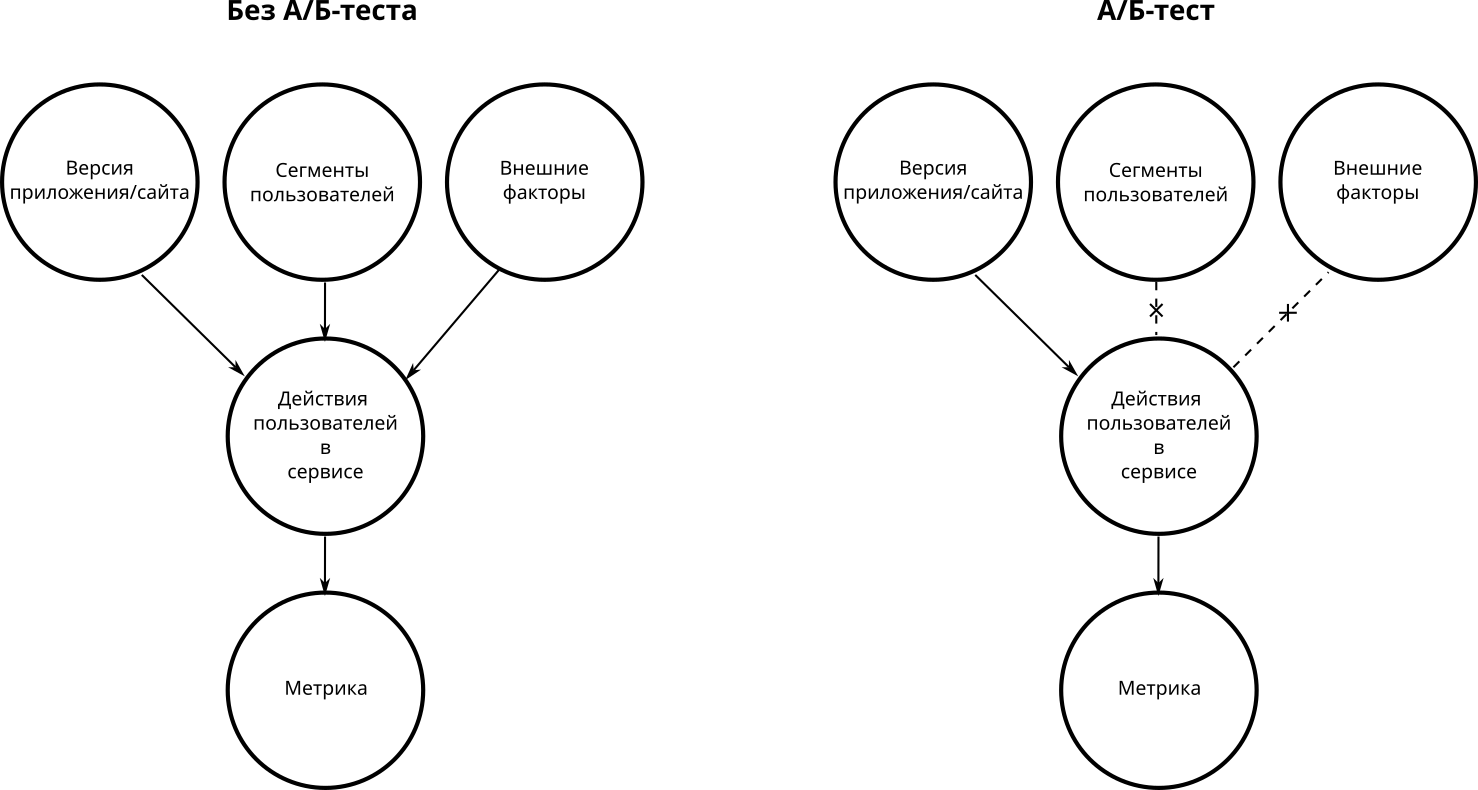 Без А/Б-теста
Версия
приложения/сайта
Сегменты
пользователей
Внешние
факторы
Действия
пользователей
в
сервисе
Метрика
А/Б-тест
Версия
приложения/сайта
Сегменты
пользователей
Внешние
факторы
Действия
пользователей
в
сервисе
Метрика